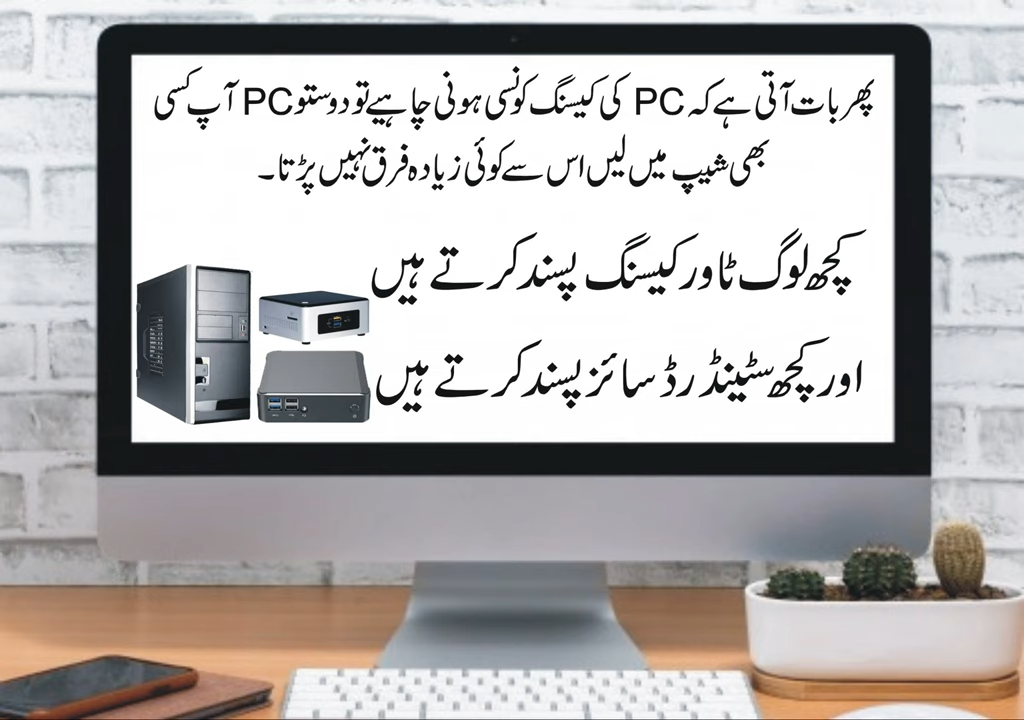 پھر بات آتی ہے کہ PC کی کیسنگ کونسی ہونی چاہیے تو دوستو PC آپ کسی
بھی شیپ میں لیں اس سے کوئی زیادہ فرق نہیں پڑتا۔
کچھ لوگ ٹاور کیسنگ پسند کرتے ہیں
اور کچھ سٹینڈرڈ سائز پسند کرتے ہیں